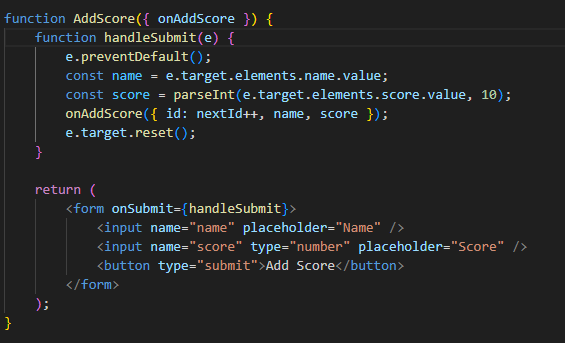 function AddScore({ onAddScore }) {
    function handleSubmit(e) {
        e.preventDefault();
        const name = e.target.elements.name.value;
        const score = parseInt(e.target.elements.score.value, 10);
        onAddScore({ id: nextId++, name, score });
        e.target.reset();
    }

    return (
        <form onSubmit={handleSubmit}>
            <input name="name" placeholder="Name" />
            <input name="score" type="number" placeholder="Score" />
            <button type="submit">Add Score</button>
        </form>
    );
}